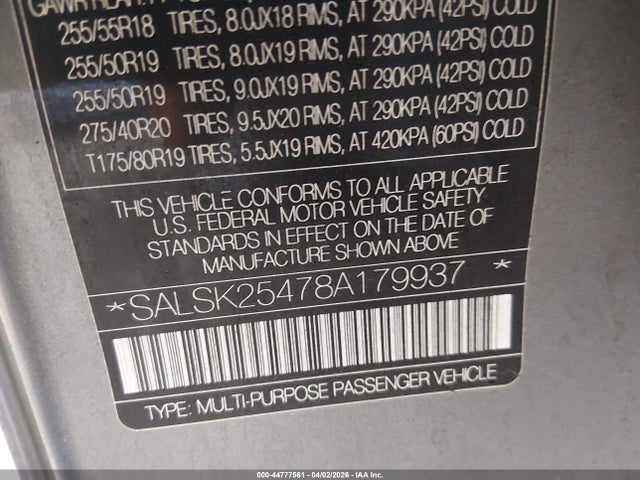 GAWR REAR
255/55R18 TIRES, 8.0JX18 RIMS, AT 290KPA (42PSI) COLD
255/50R19 TIRES, 8.0JX19 RIMS, AT 290KPA (42PSI) COLD
255/50R19 TIRES, 9.0JX19 RIMS, AT 290KPA (42PSI) COLD
275/40R20 TIRES, 9.5JX20 RIMS, AT 290KPA (42PSI) COLD
T175/80R19 TIRES, 5.5JX19 RIMS, AT 420KPA (60PSI) COLD
THIS VEHICLE CONFORMS TO ALL APPLICABLE
U.S. FEDERAL MOTOR VEHICLE SAFETY
STANDARDS IN EFFECT ON THE DATE OF
MANUFACTURE SHOWN ABOVE
*SALSK25478A179937 *
TYPE: MULTI-PURPOSE PASSENGER VEHICLE
000-44777561 - 04/02/2026 - IAA Inc.